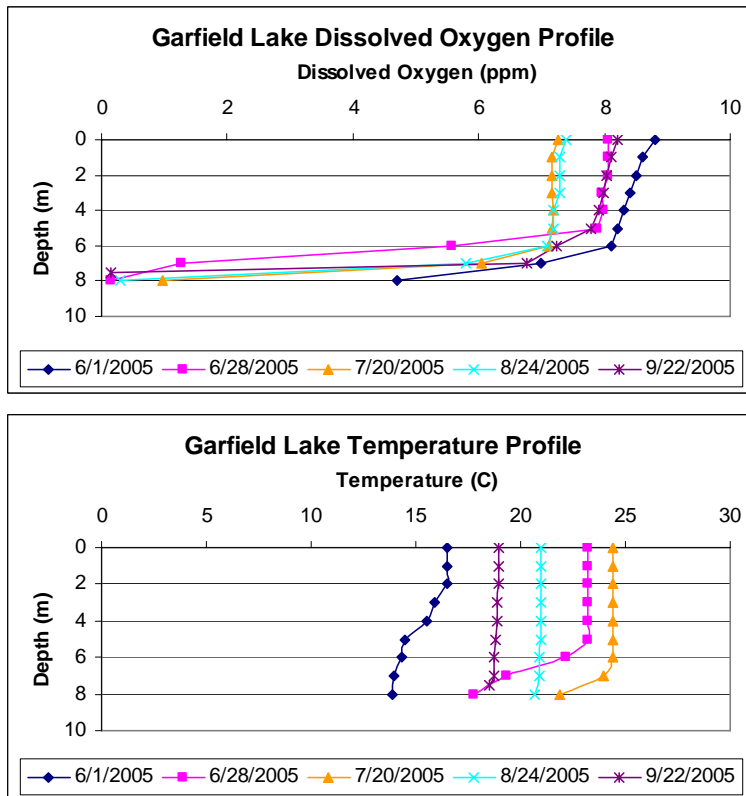 Garfield Lake Dissolved Oxygen Profile
Dissolved Oxygen (ppm)
0 2 4 6 8 10
Depth (m)
0
2
4
6
8
10
6/1/2005 6/28/2005 7/20/2005 8/24/2005 9/22/2005
Garfield Lake Temperature Profile
Temperature (C)
0 5 10 15 20 25 30
Depth (m)
0
2
4
6
8
10
6/1/2005 6/28/2005 7/20/2005 8/24/2005 9/22/2005